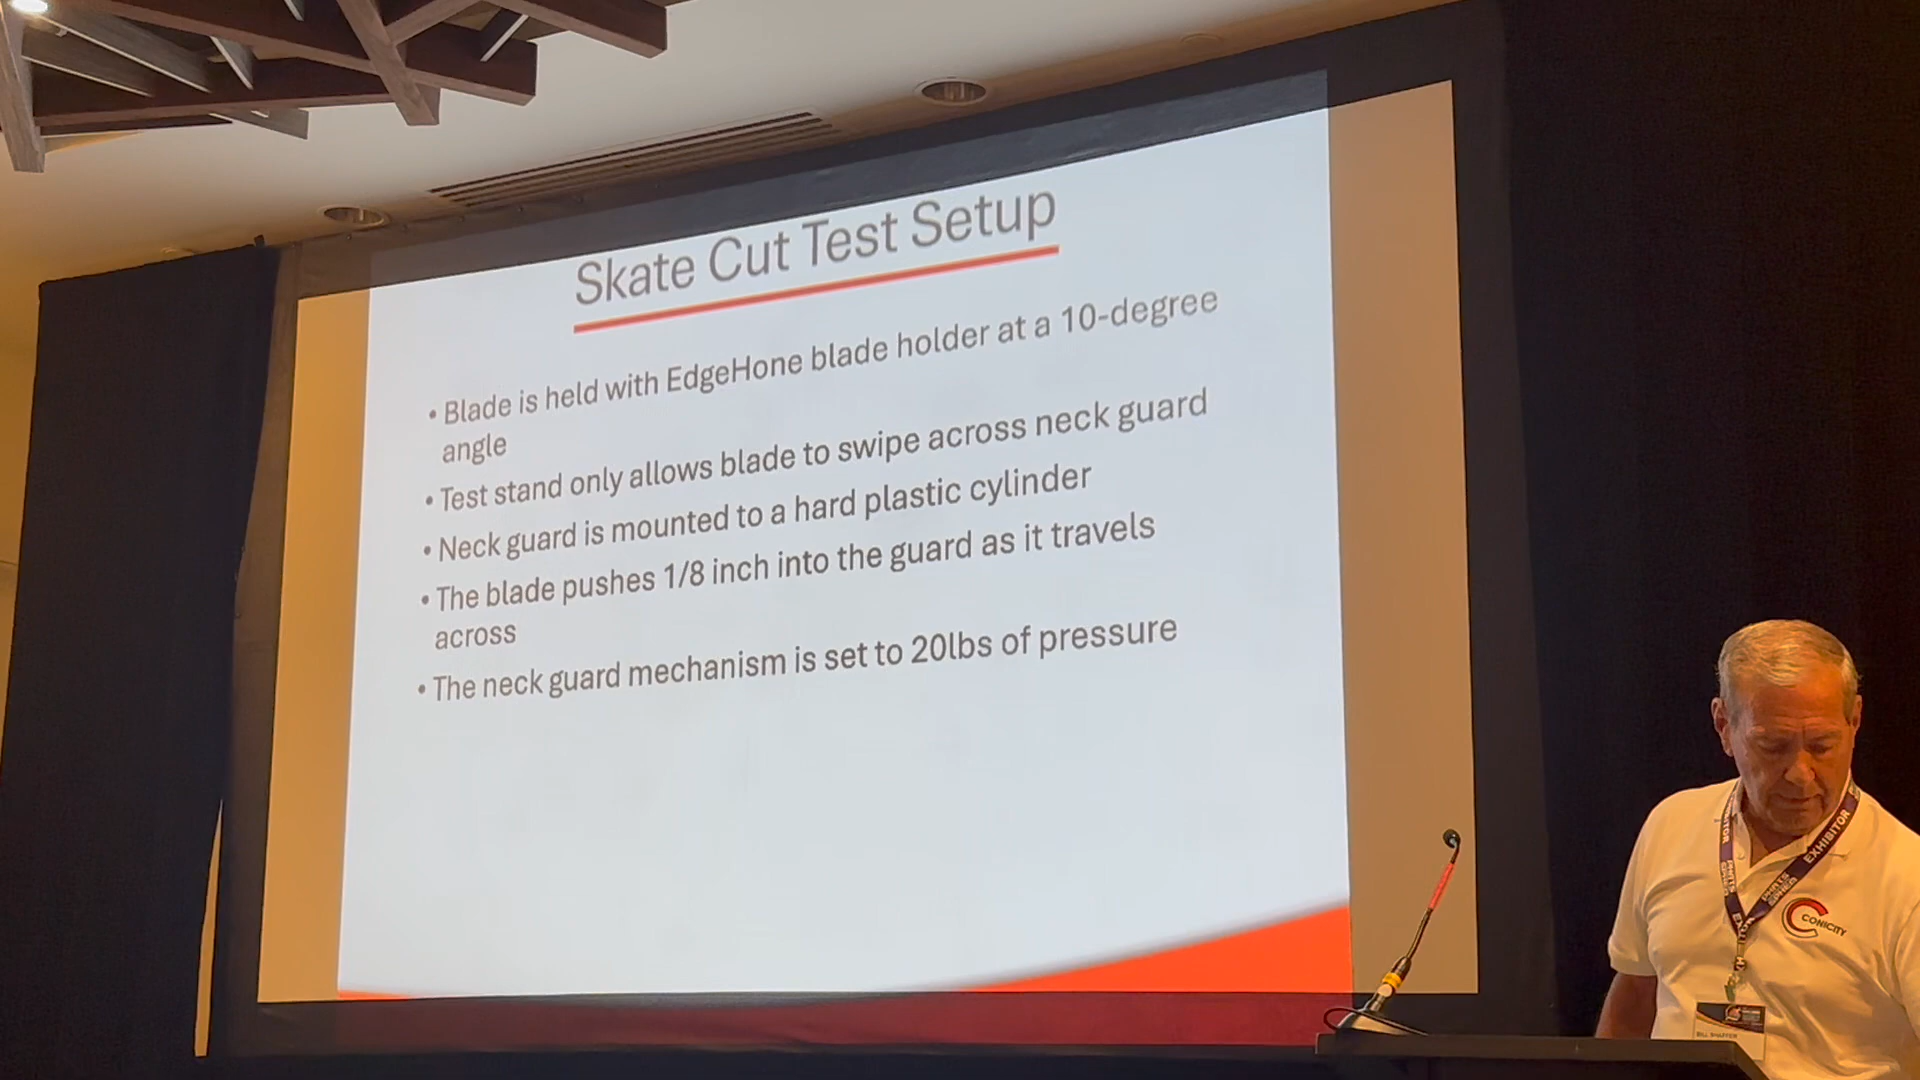 Skate Cut Test Setup
• Blade is held with EdgeHone blade holder at a 10-degree
angle
• Test stand only allows blade to swipe across neck guard
• Neck guard is mounted to a hard plastic cylinder
• The blade pushes 1/8 inch into the guard as it travels
across
• The neck guard mechanism is set to 20lbs of pressure
EXHIBITOR
CONICITY